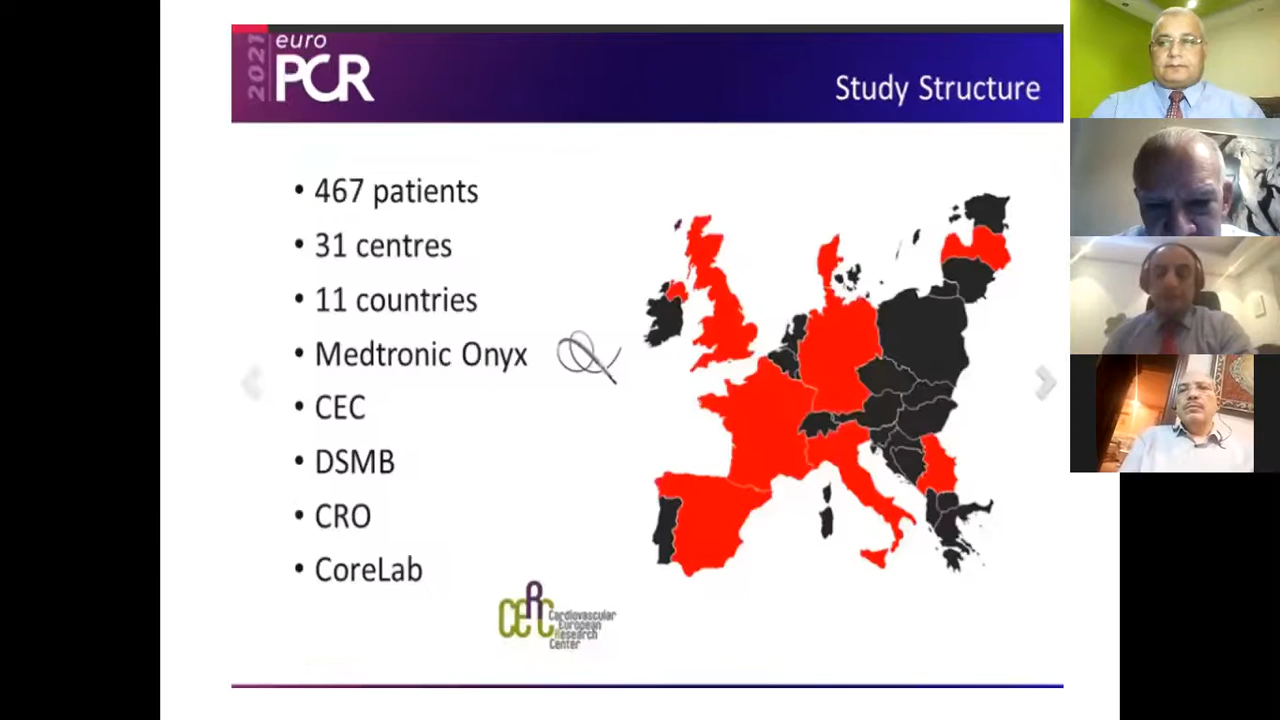 2021
euro
PCR
Study Structure
• 467 patients
• 31 centres
• 11 countries
• Medtronic Onyx
• CEC
• DSMB
• CRO
• CoreLab
CERC
Cardiovascular
European
Research
Center